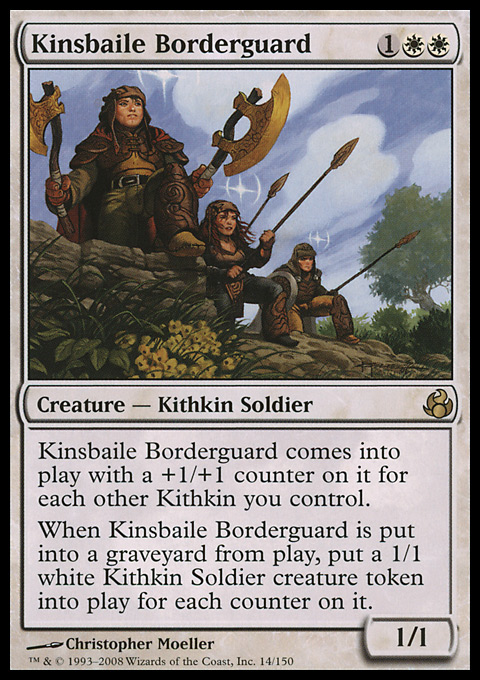 Kinsbaile Borderguard 1
Creature — Kithkin Soldier
Kinsbaile Borderguard comes into
play with a +1/+1 counter on it for
each other Kithkin you control.
When Kinsbaile Borderguard is put
into a graveyard from play, put a 1/1
white Kithkin Soldier creature token
into play for each counter on it.
Christopher Moeller
1/1
™ & © 1993–2008 Wizards of the Coast, Inc. 14/150